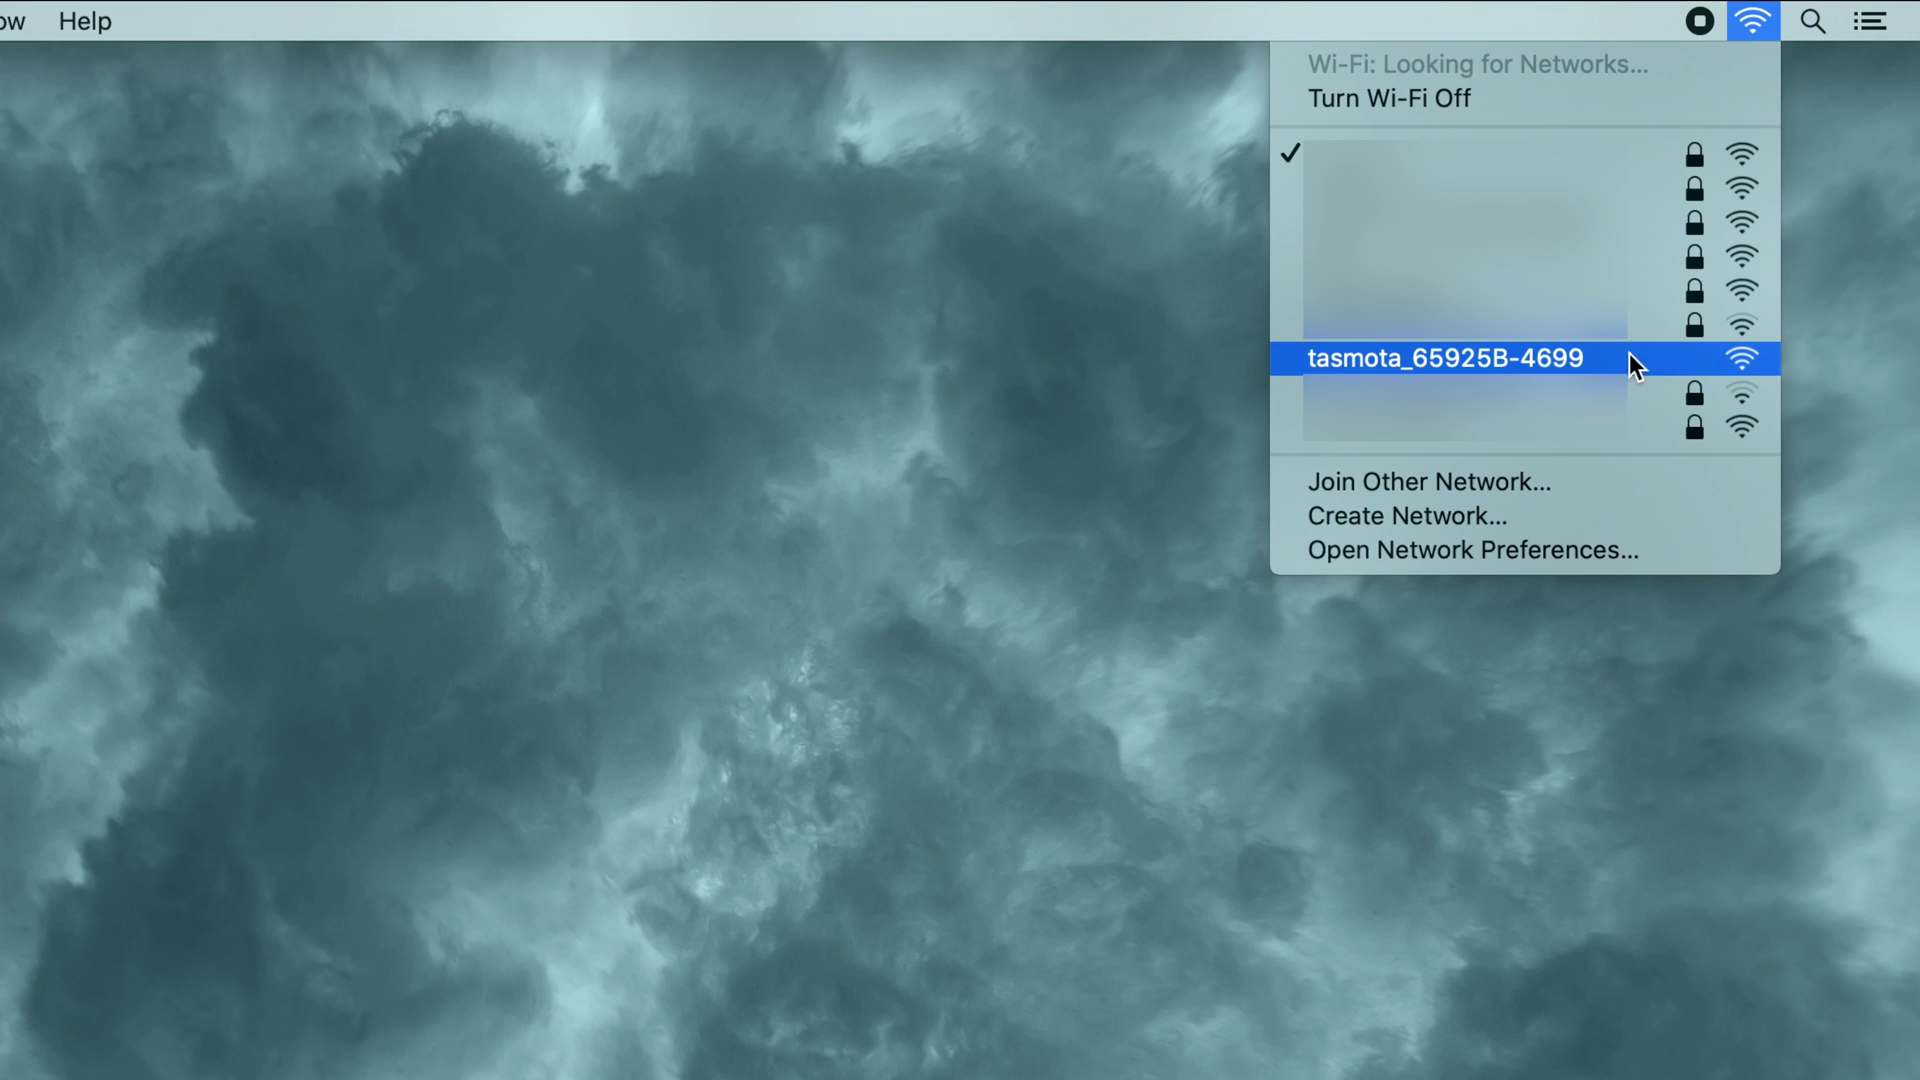 Help
Wi-Fi: Looking for Networks...
Turn Wi-Fi Off
tasmota_65925B-4699
Join Other Network...
Create Network...
Open Network Preferences...